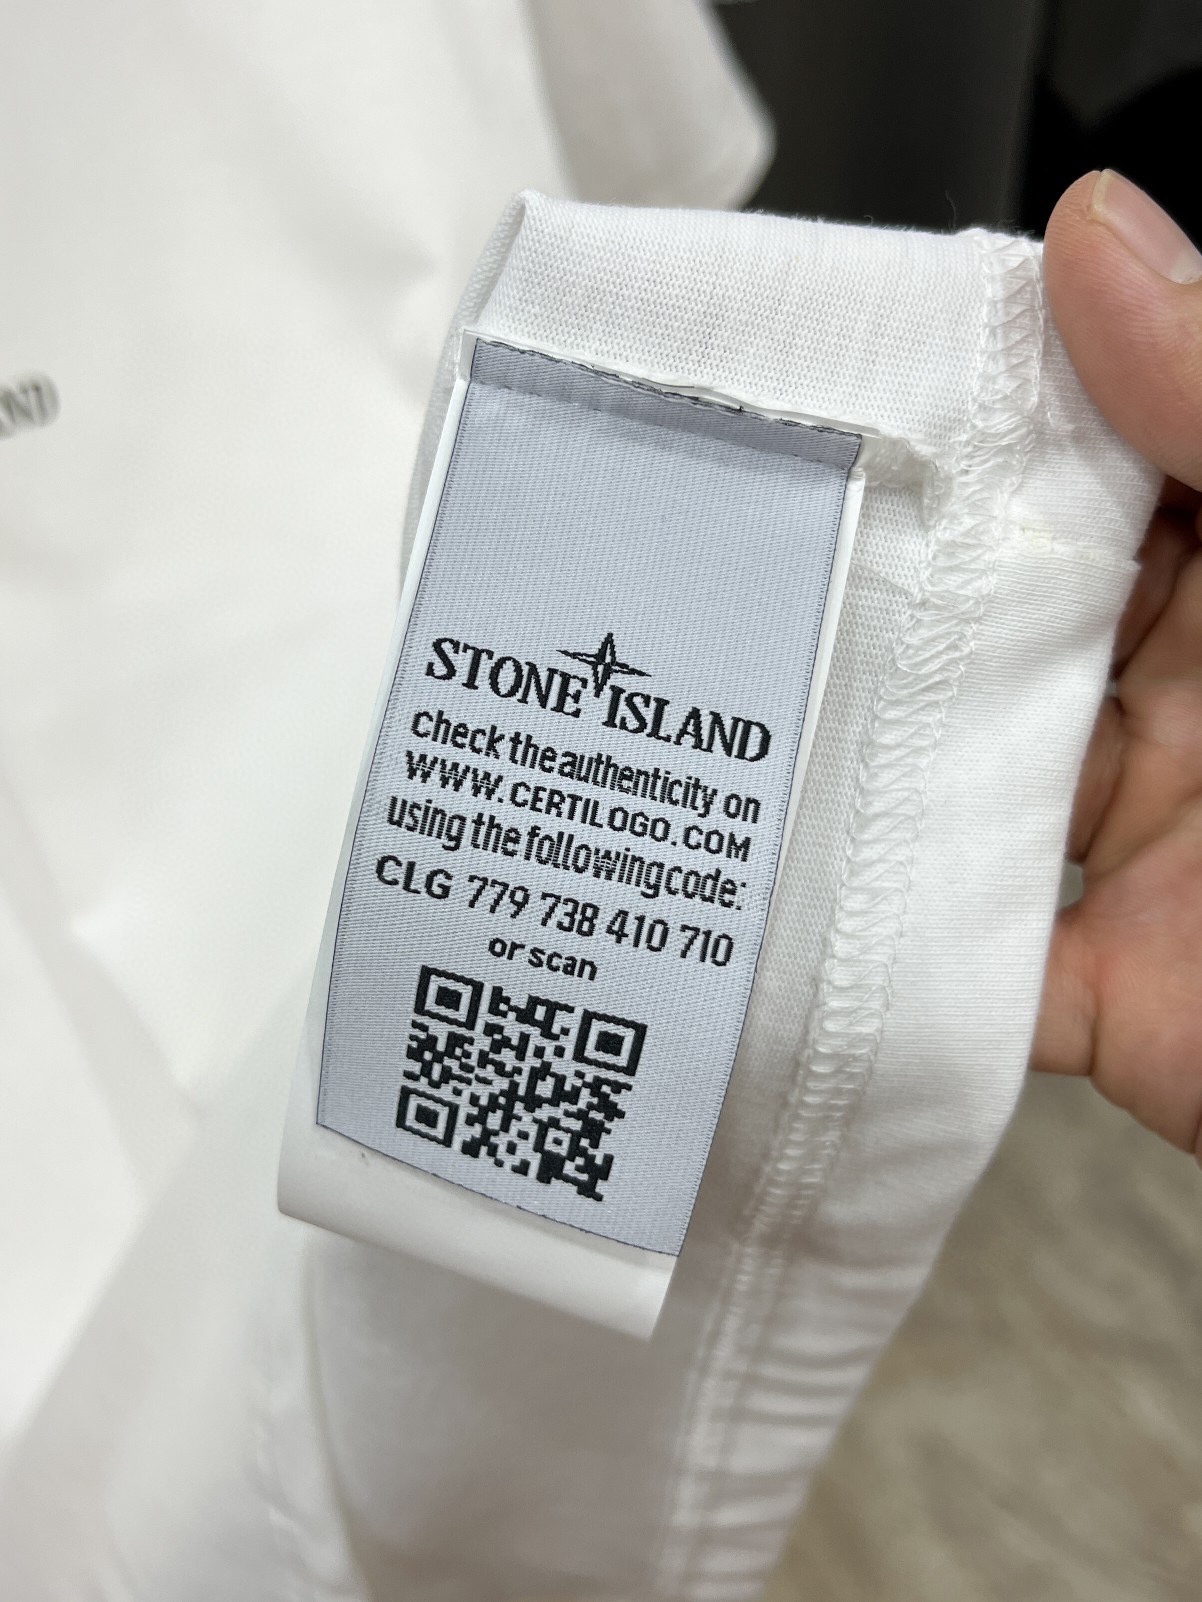 STONE ISLAND
check the authenticity on
WWW.CERTILOGO.COM
using the following code:
CLG 779 738 410 710
or scan